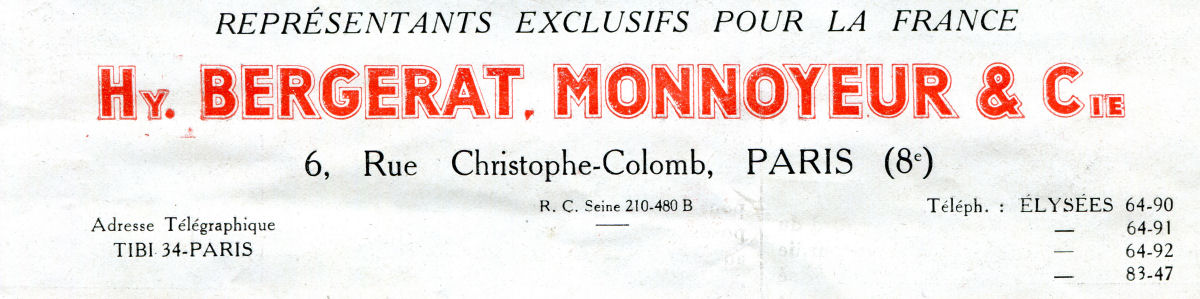 REPRÉSENTANTS EXCLUSIFS POUR LA FRANCE
HY. BERGERAT, MONNOYEUR & CIE
6, Rue Christophe-Colomb, PARIS (8e)
R. C. Seine 210-480 B
Adresse Télégraphique
TIBI 34-PARIS
Téléph. : ÉLYSÉES 64-90
— 64-91
— 64-92
— 83-47